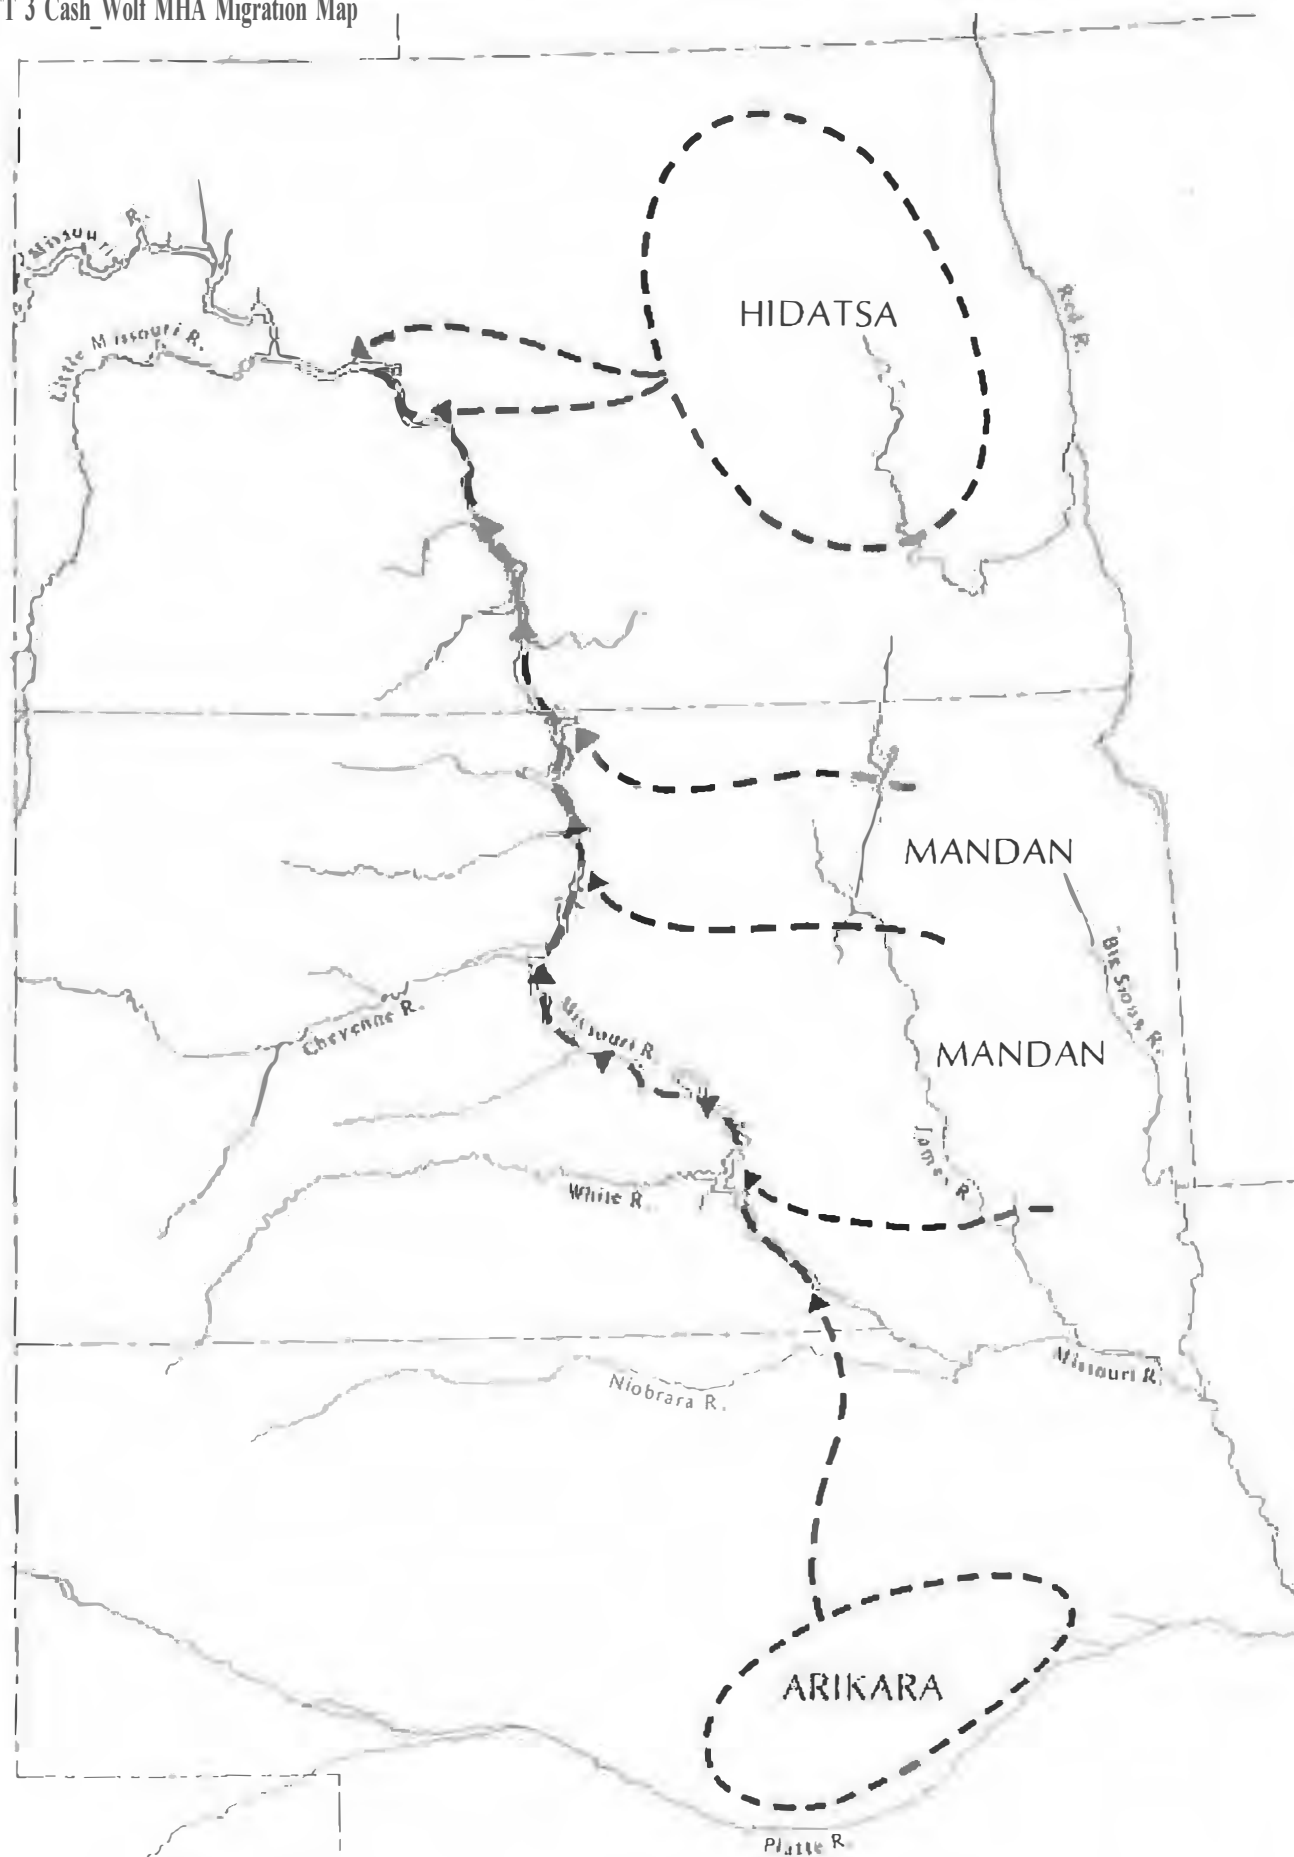 T 3 Cash_Wolf MHA Migration Map
Missouri R.
HIDATSA
Red R.
Little Missouri R.
MANDAN
Big Sioux R.
Missouri R.
Cheyenne R.
MANDAN
James R.
White R.
Missouri R.
Niobrara R.
ARIKARA
Platte R.